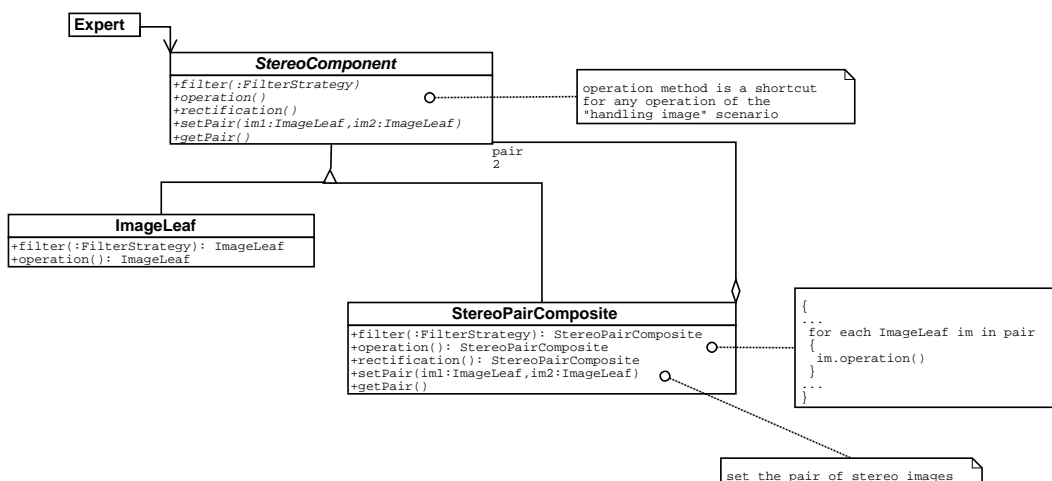 Expert
StereoComponent
+filter(:FilterStrategy)
+operation()
+rectification()
+setPair(im1:ImageLeaf,im2:ImageLeaf)
+getPair()
operation method is a shortcut
for any operation of the
"handling image" scenario
pair
2
ImageLeaf
+filter(:FilterStrategy): ImageLeaf
+operation(): ImageLeaf
StereoPairComposite
+filter(:FilterStrategy): StereoPairComposite
+operation(): StereoPairComposite
+rectification(): StereoPairComposite
+setPair(im1:ImageLeaf,im2:ImageLeaf)
+getPair()
{
...
for each ImageLeaf im in pair
{
im.operation()
}
...
}
set the pair of stereo images